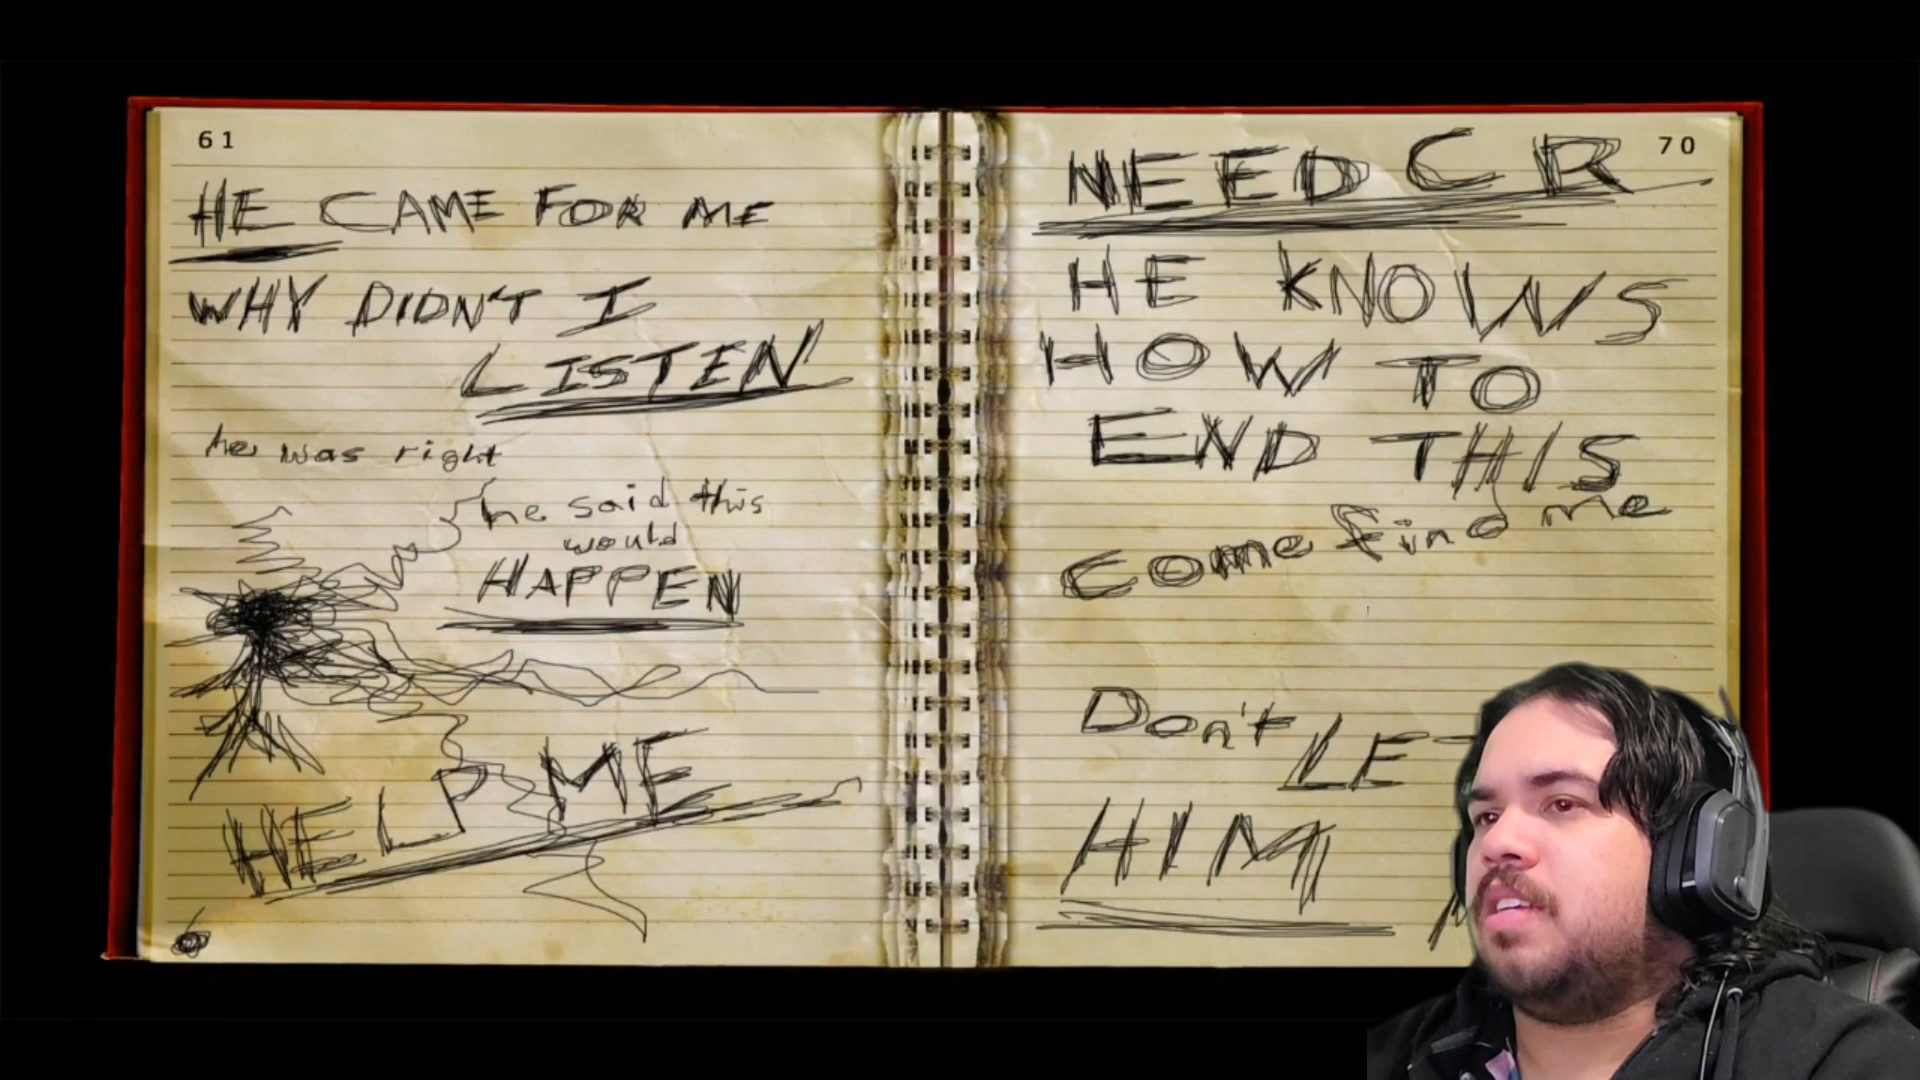 61
HE CAME FOR ME
WHY DIDN'T I
LISTEN
he was right
he said this
would
HAPPEN
HELP ME
70
NEED CR
HE KNOWS
HOW TO
END THIS
come find me
Don't LET
HIM